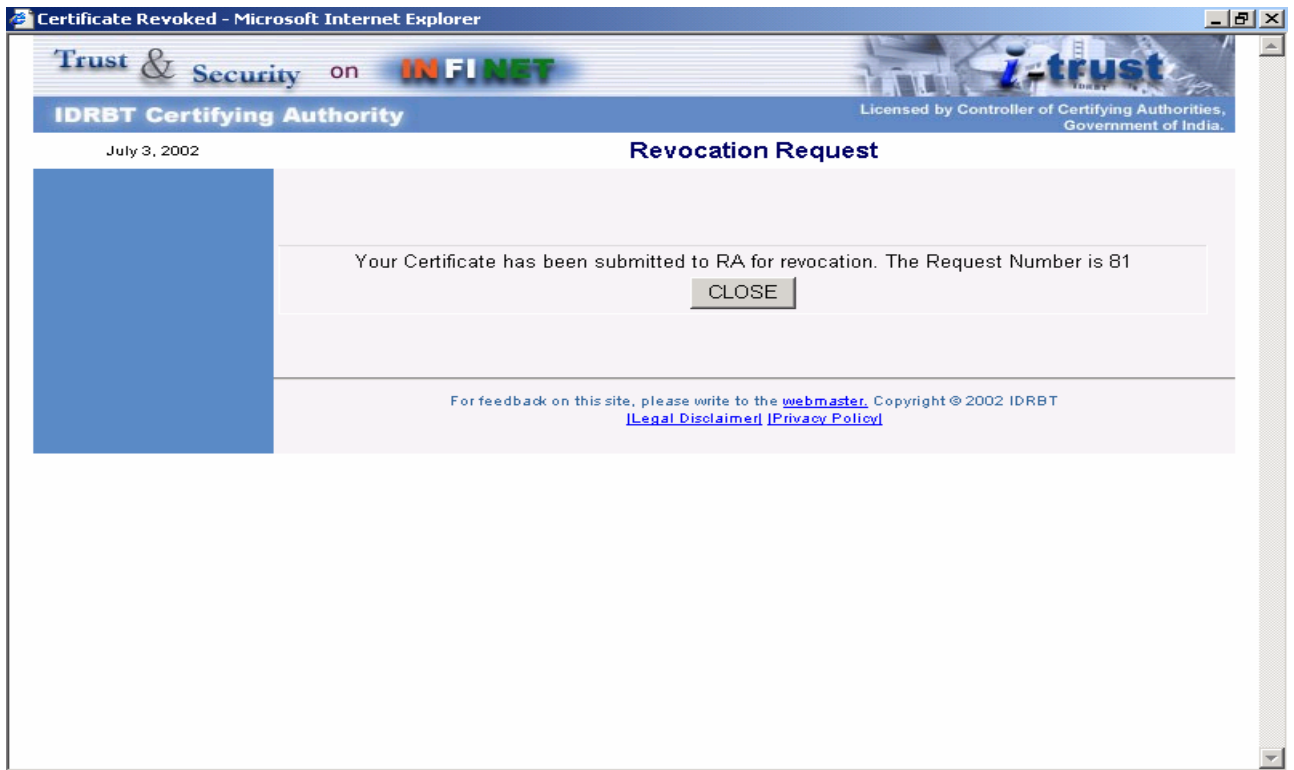 Certificate Revoked - Microsoft Internet Explorer
Trust & Security on INFINET
i-trust
IDRBT
IDRBT Certifying Authority
Licensed by Controller of Certifying Authorities,
Government of India.
July 3, 2002
Revocation Request
Your Certificate has been submitted to RA for revocation. The Request Number is 81
CLOSE
For feedback on this site, please write to the webmaster. Copyright © 2002 IDRBT
|Legal Disclaimer| |Privacy Policy|